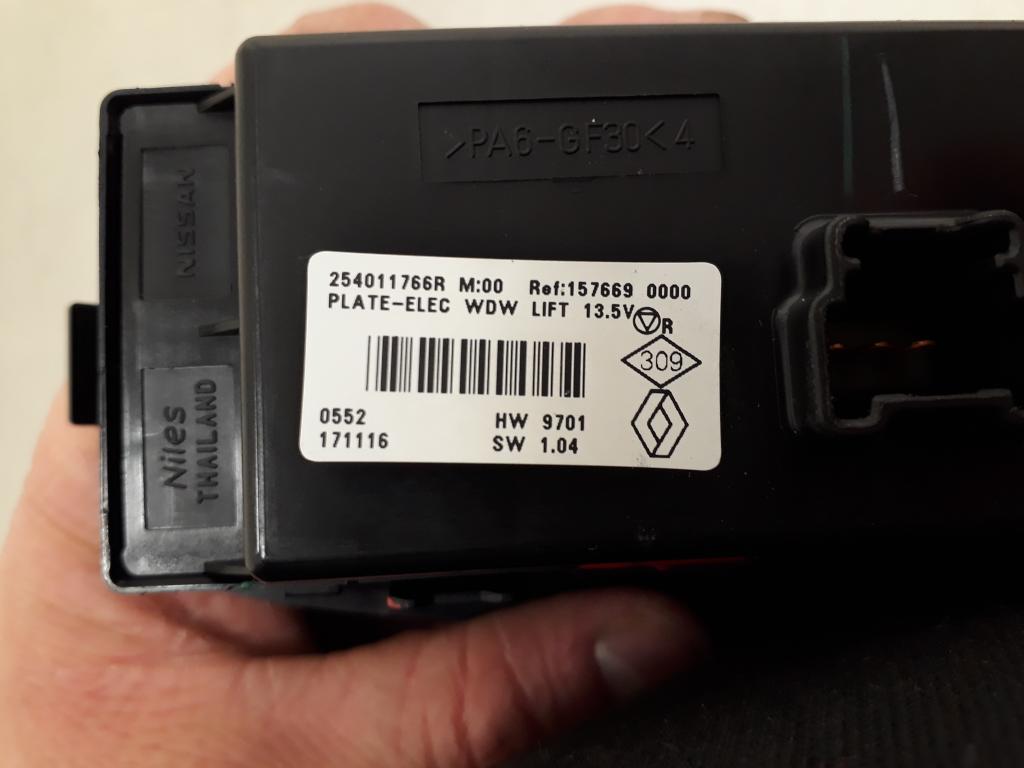 >PA6-GF30<4
NISSAN
Niles
THAILAND
254011766R M:00 Ref:157669 0000
PLATE-ELEC WDW LIFT 13.5V
R
309
0552 HW 9701
171116 SW 1.04